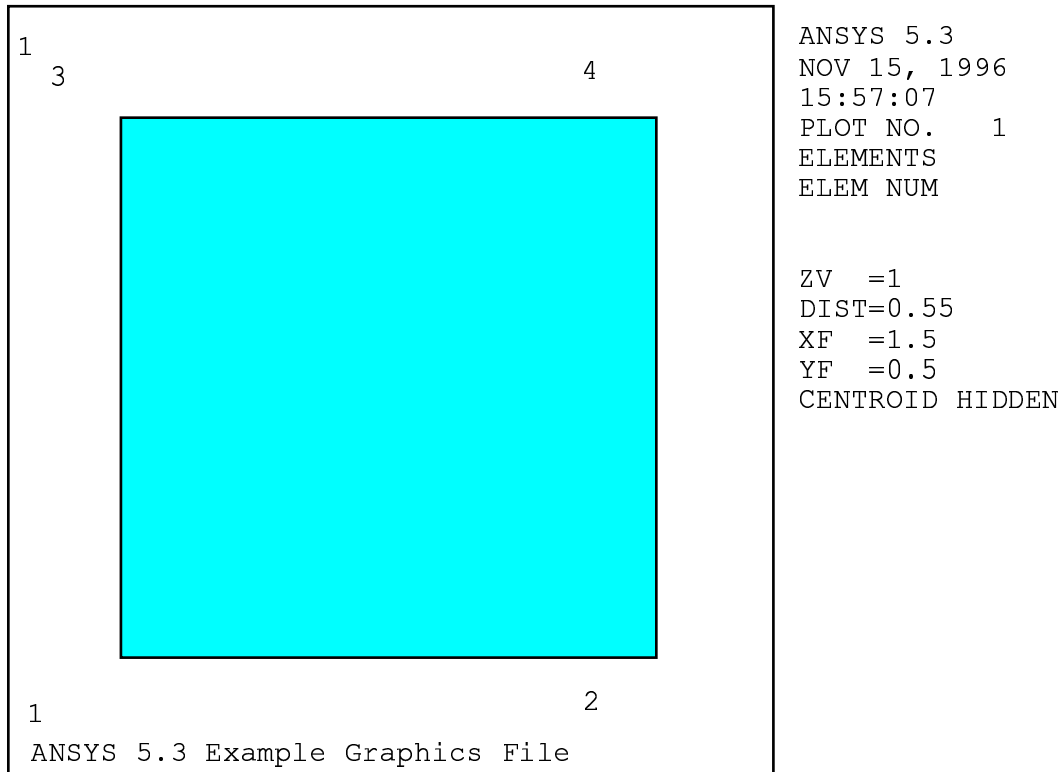 1
3 4
1 2
ANSYS 5.3 Example Graphics File
ANSYS 5.3
NOV 15, 1996
15:57:07
PLOT NO. 1
ELEMENTS
ELEM NUM
ZV =1
DIST=0.55
XF =1.5
YF =0.5
CENTROID HIDDEN